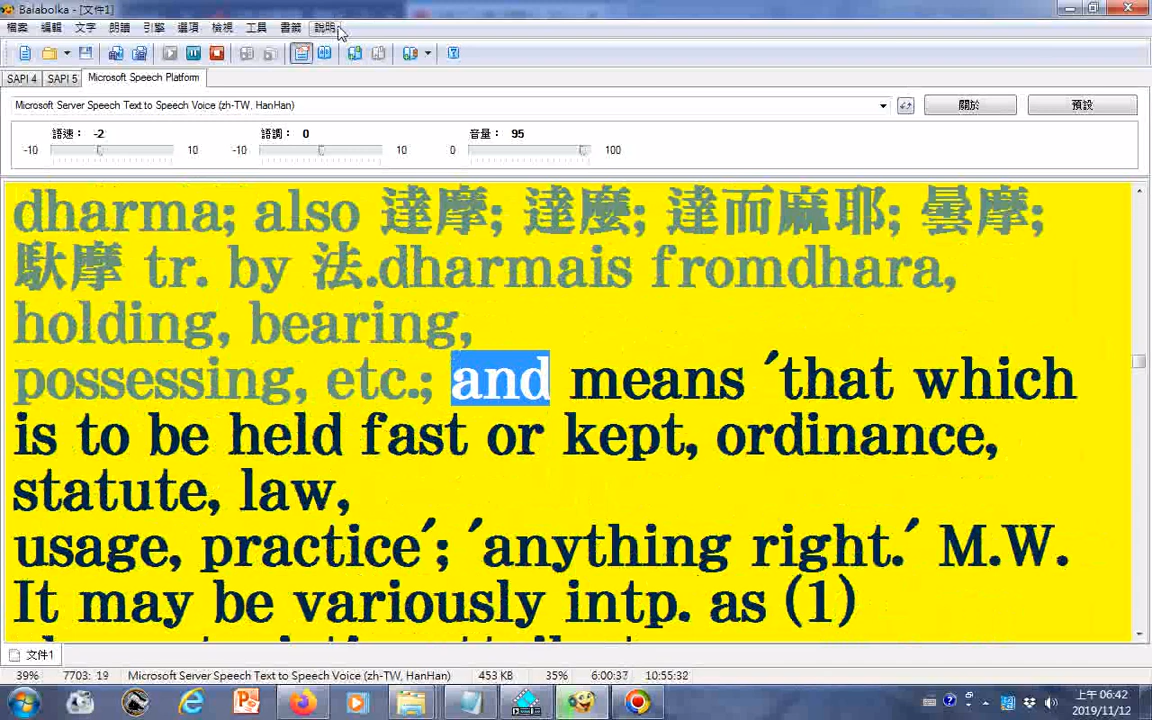 Balabolka - [文件1]
檔案 編輯 文字 朗讀 引擎 選項 檢視 工具 書籤 說明
SAPI 4 SAPI 5 Microsoft Speech Platform
Microsoft Server Speech Text to Speech Voice (zh-TW, HanHan) 關於 預設
語速： -2 語調： 0 音量： 95
-10 10 -10 10 0 100
dharma; also 達摩; 達麼; 達而麻耶; 曇摩;
馱摩 tr. by 法.dharmais fromdhara,
holding, bearing,
possessing, etc.; and means ′that which
is to be held fast or kept, ordinance,
statute, law,
usage, practice′; ′anything right.′ M.W.
It may be variously intp. as (1)
文件1
39% 7703: 19 Microsoft Server Speech Text to Speech Voice (zh-TW, HanHan) 453 KB 35% 6:00:37 10:55:32
上午 06:42
2019/11/12